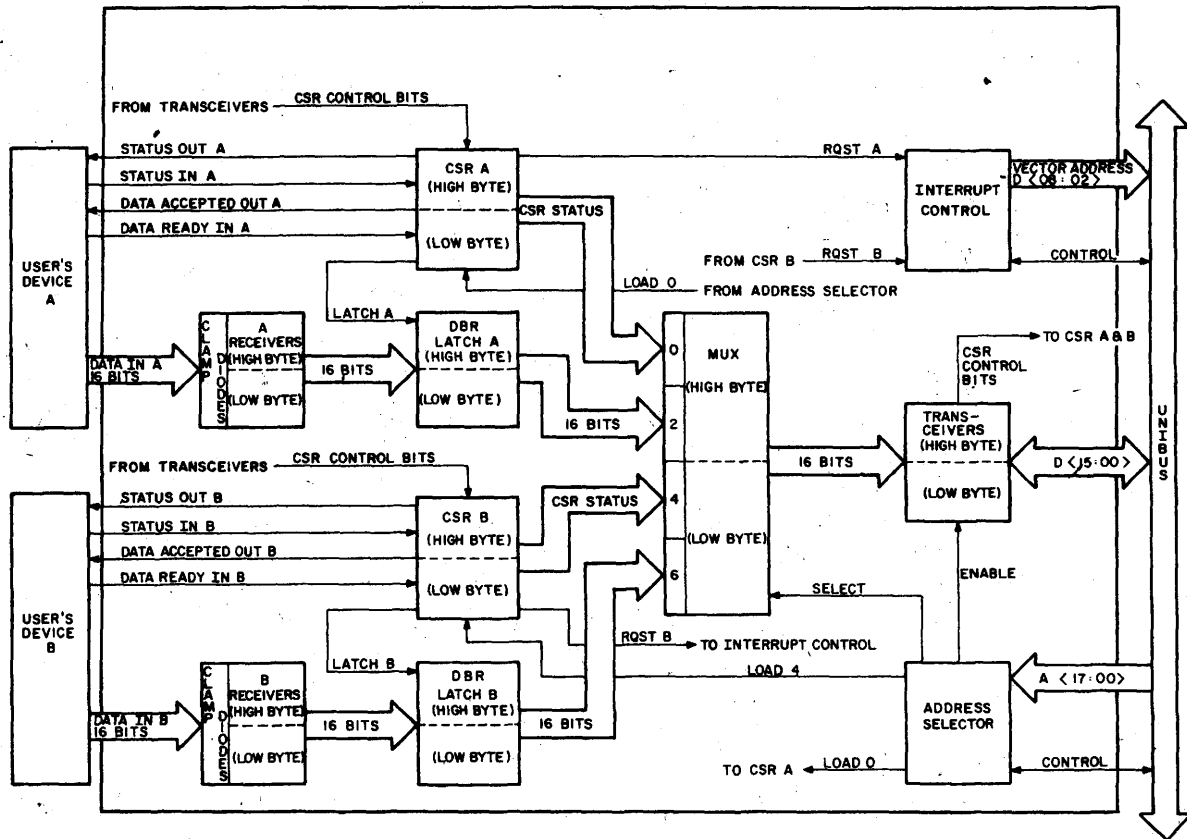 FROM TRANSCEIVERS
CSR CONTROL BITS
STATUS OUT A
STATUS IN A
DATA ACCEPTED OUT A
DATA READY IN A
USER'S
DEVICE
A
CSR A
(HIGH BYTE)
(LOW BYTE)
CSR STATUS
RQST A
INTERRUPT
CONTROL
VECTOR ADDRESS
D <08:02>
FROM CSR B
RQST B
CONTROL
LOAD 0
FROM ADDRESS SELECTOR
LATCH A
DATA IN A
16 BITS
CLAMP
DIODES
A
RECEIVERS
(HIGH BYTE)
(LOW BYTE)
16 BITS
DBR
LATCH A
(HIGH BYTE)
(LOW BYTE)
16 BITS
0
2
4
6
MUX
(HIGH BYTE)
(LOW BYTE)
16 BITS
TO CSR A & B
CSR
CONTROL
BITS
TRANS-
CEIVERS
(HIGH BYTE)
(LOW BYTE)
D <15:00>
UNIBUS
FROM TRANSCEIVERS
CSR CONTROL BITS
STATUS OUT B
STATUS IN B
DATA ACCEPTED OUT B
DATA READY IN B
USER'S
DEVICE
B
CSR B
(HIGH BYTE)
(LOW BYTE)
CSR STATUS
ENABLE
SELECT
RQST B
TO INTERRUPT CONTROL
LOAD 4
LATCH B
DATA IN B
16 BITS
CLAMP
DIODES
B
RECEIVERS
(HIGH BYTE)
(LOW BYTE)
16 BITS
DBR
LATCH B
(HIGH BYTE)
(LOW BYTE)
16 BITS
ADDRESS
SELECTOR
A <17:00>
TO CSR A
LOAD 0
CONTROL